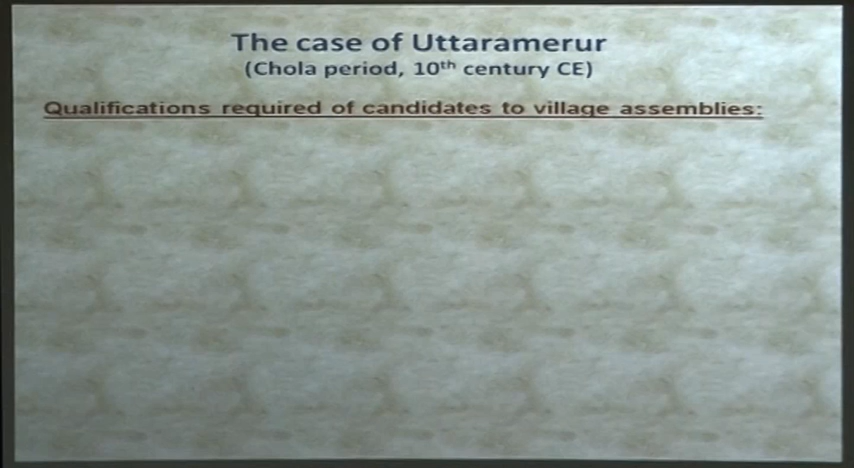 The case of Uttaramerur
(Chola period, 10th century CE)
Qualifications required of candidates to village assemblies: